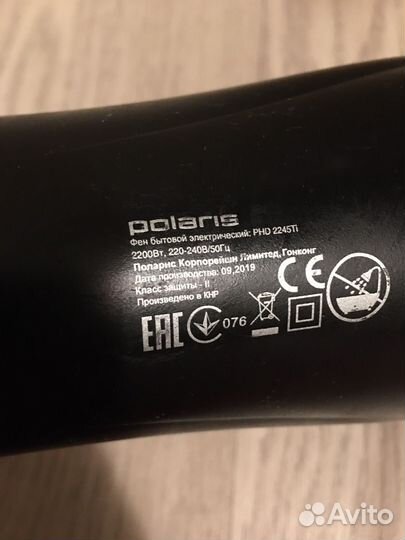 polaris
Фен бытовой электрический: PHD 2245Ti
2200Вт, 220-240В/50Гц
Поларис Корпорейшн Лимитед, Гонконг
Дата производства: 09.2019
Класс защиты - II
Произведено в КНР
EAC 076 CE
Avito